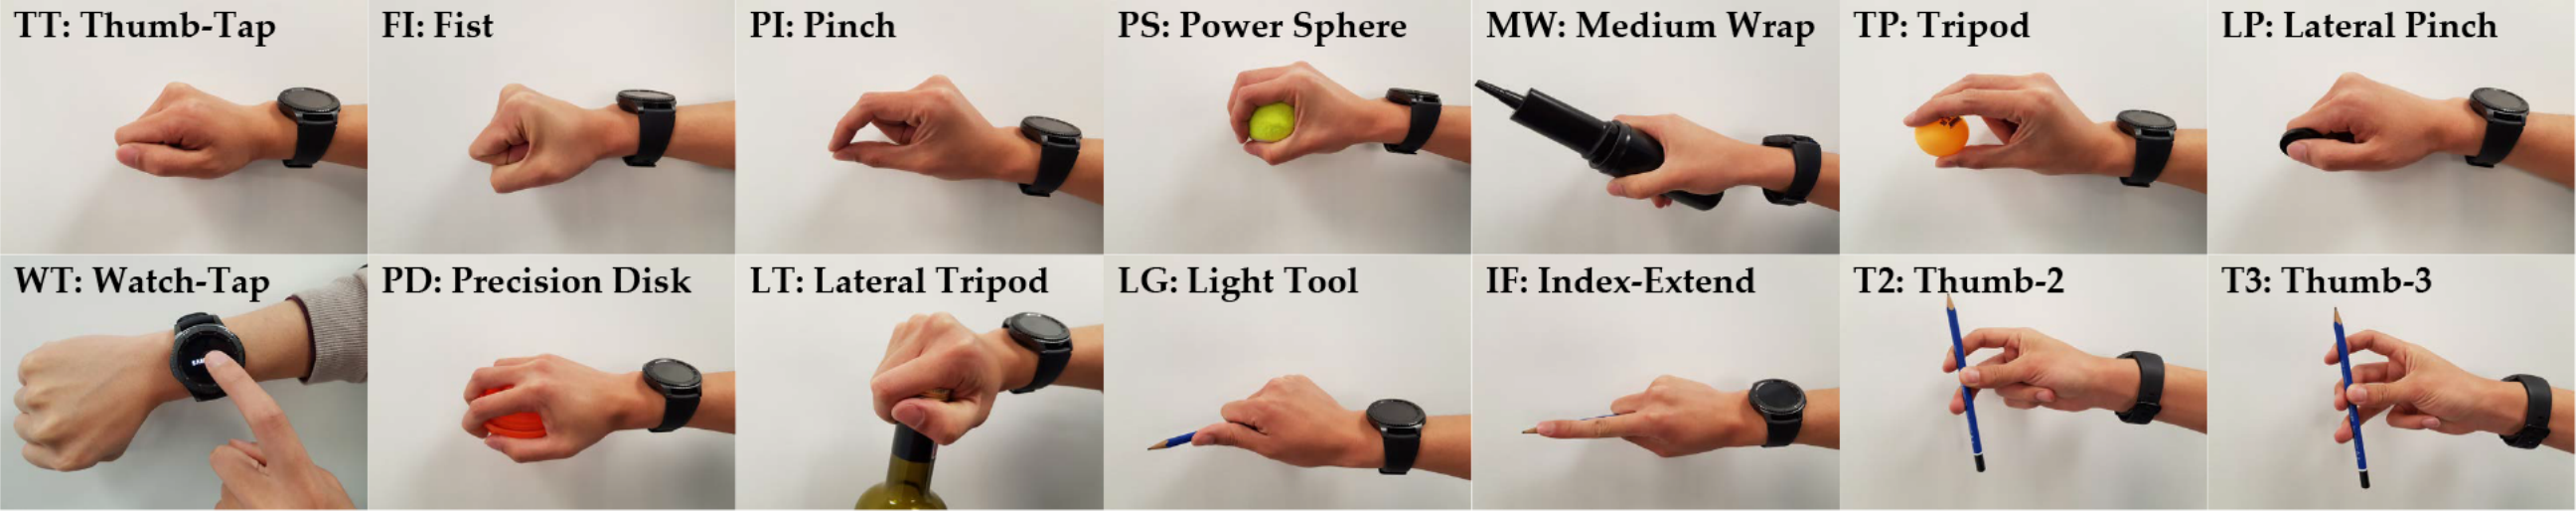 TT: Thumb-Tap
FI: Fist
PI: Pinch
PS: Power Sphere
MW: Medium Wrap
TP: Tripod
LP: Lateral Pinch
WT: Watch-Tap
PD: Precision Disk
LT: Lateral Tripod
LG: Light Tool
IF: Index-Extend
T2: Thumb-2
T3: Thumb-3